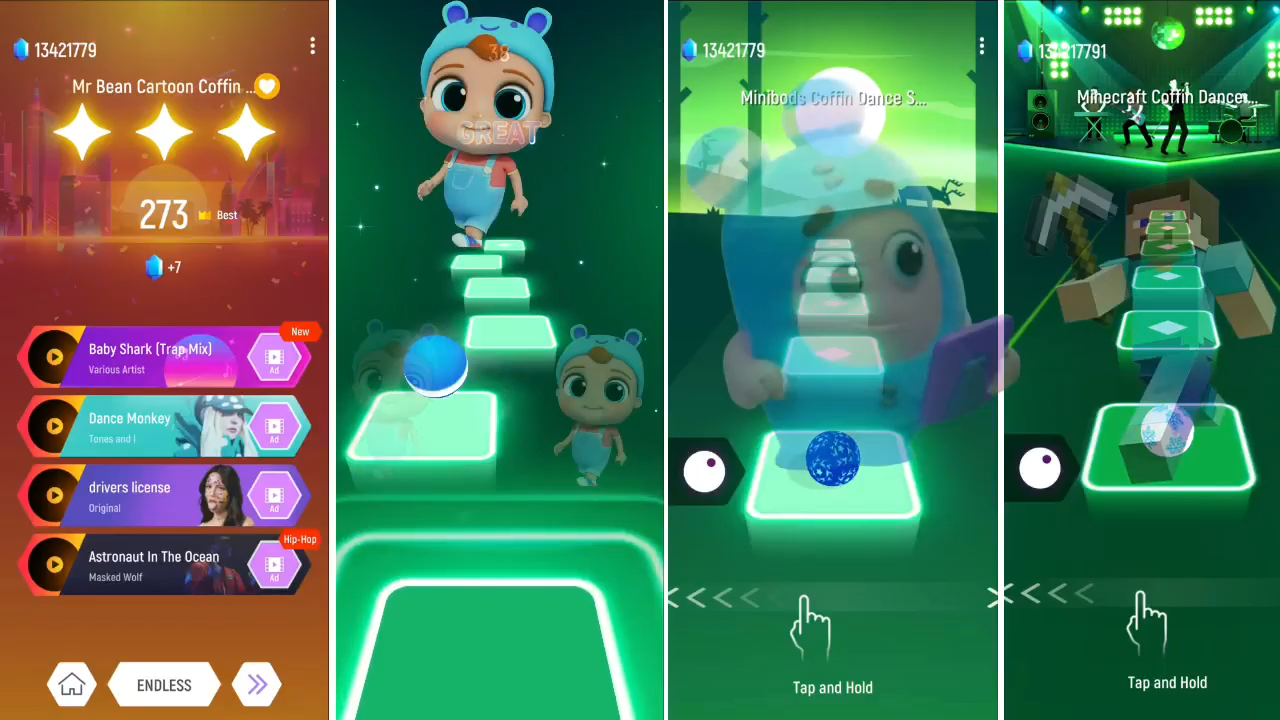 13421779
Mr Bean Cartoon Coffin ...
273
Best
+7
New
Baby Shark (Trap Mix)
Various Artist
Ad
Dance Monkey
Tones and I
Ad
drivers license
Original
Ad
Hip-Hop
Astronaut In The Ocean
Masked Wolf
Ad
ENDLESS
38
GREAT
13421779
Minibods Coffin Dance S...
Tap and Hold
Minecraft Coffin Dance...
Tap and Hold